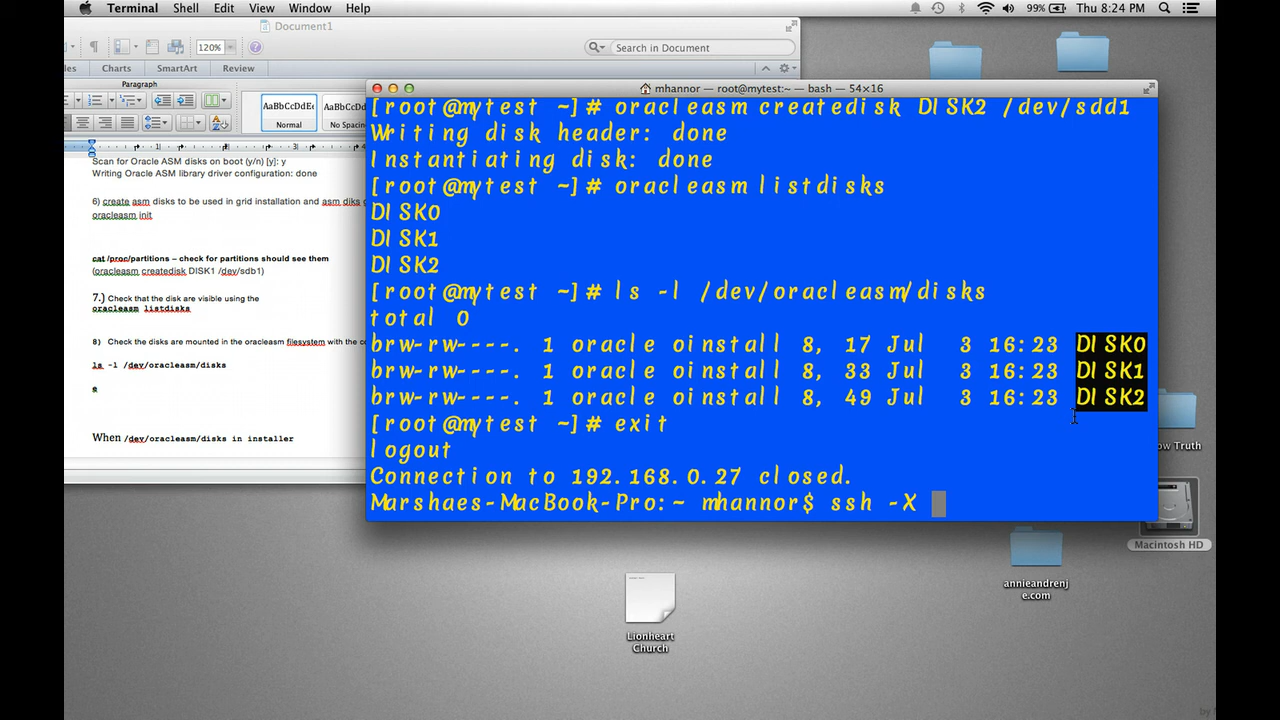 Terminal Shell Edit View Window Help 99% Thu 8:24 PM
Document1
120% Search in Document
les Charts SmartArt Review
Paragraph
AaBbCcDdEe AaBbCcDdE
Normal No Spacin
Scan for Oracle ASM disks on boot (y/n) [y]: y
Writing Oracle ASM library driver configuration: done
6) create asm disks to be used in grid installation and asm diks g
oracleasm init
cat /proc/partitions – check for partitions should see them
(oracleasm createdisk DISK1 /dev/sdb1)
7.) Check that the disk are visible using the
oracleasm listdisks
8) Check the disks are mounted in the oracleasm filesystem with the co
ls -l /dev/oracleasm/disks
e
When /dev/oracleasm/disks in installer
mhannor — root@mytest:~ — bash — 54×16
[root@mytest ~]# oracleasm createdisk DISK2 /dev/sdd1
Writing disk header: done
Instantiating disk: done
[root@mytest ~]# oracleasm listdisks
DISK0
DISK1
DISK2
[root@mytest ~]# ls -l /dev/oracleasm/disks
total 0
brw-rw----. 1 oracle oinstall 8, 17 Jul 3 16:23 DISK0
brw-rw----. 1 oracle oinstall 8, 33 Jul 3 16:23 DISK1
brw-rw----. 1 oracle oinstall 8, 49 Jul 3 16:23 DISK2
[root@mytest ~]# exit
logout
Connection to 192.168.0.27 closed.
Marshaes-MacBook-Pro:~ mhannor$ ssh -X
ow Truth
Macintosh HD
annieandrenj
e.com
Lionheart
Church
by